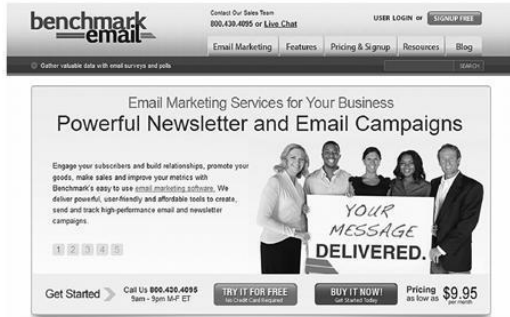 benchmark
email
Contact Our Sales Team
800.430.4095 or Live Chat
USER LOGIN or SIGNUP FREE
Email Marketing Features Pricing & Signup Resources Blog
Gather valuable data with email surveys and polls
SEARCH
Email Marketing Services for Your Business
Powerful Newsletter and Email Campaigns
Engage your subscribers and build relationships, promote your
goods, make sales and improve your metrics with
Benchmark's easy to use email marketing software. We
deliver powerful, user-friendly and affordable tools to create,
send and track high-performance email and newsletter
campaigns.
1 2 3 4 5
YOUR
MESSAGE
DELIVERED.
Get Started
Call Us 800.430.4095
9am - 9pm M-F ET
TRY IT FOR FREE
No Credit Card Required
BUY IT NOW!
Get Started Today
Pricing
as low as $9.95
per month